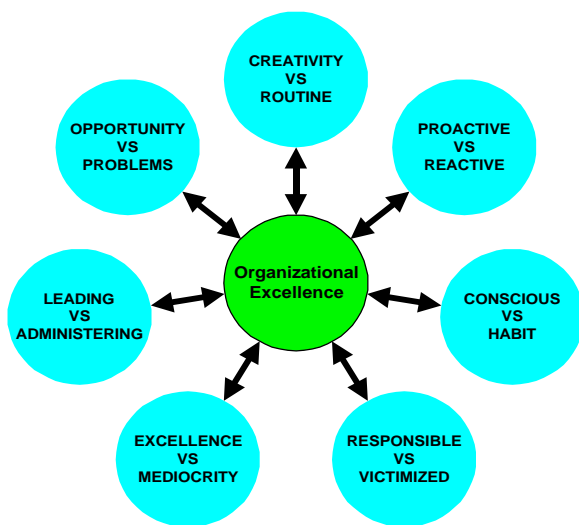 CREATIVITY
VS
ROUTINE
OPPORTUNITY
VS
PROBLEMS
PROACTIVE
VS
REACTIVE
Organizational
Excellence
LEADING
VS
ADMINISTERING
CONSCIOUS
VS
HABIT
EXCELLENCE
VS
MEDIOCRITY
RESPONSIBLE
VS
VICTIMIZED